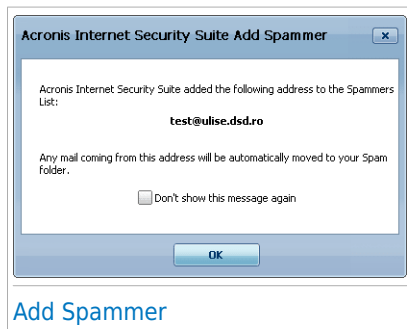 Acronis Internet Security Suite Add Spammer
Acronis Internet Security Suite added the following address to the Spammers
List:
test@ulise.dsd.ro
Any mail coming from this address will be automatically moved to your Spam
folder.
Don't show this message again
OK
Add Spammer